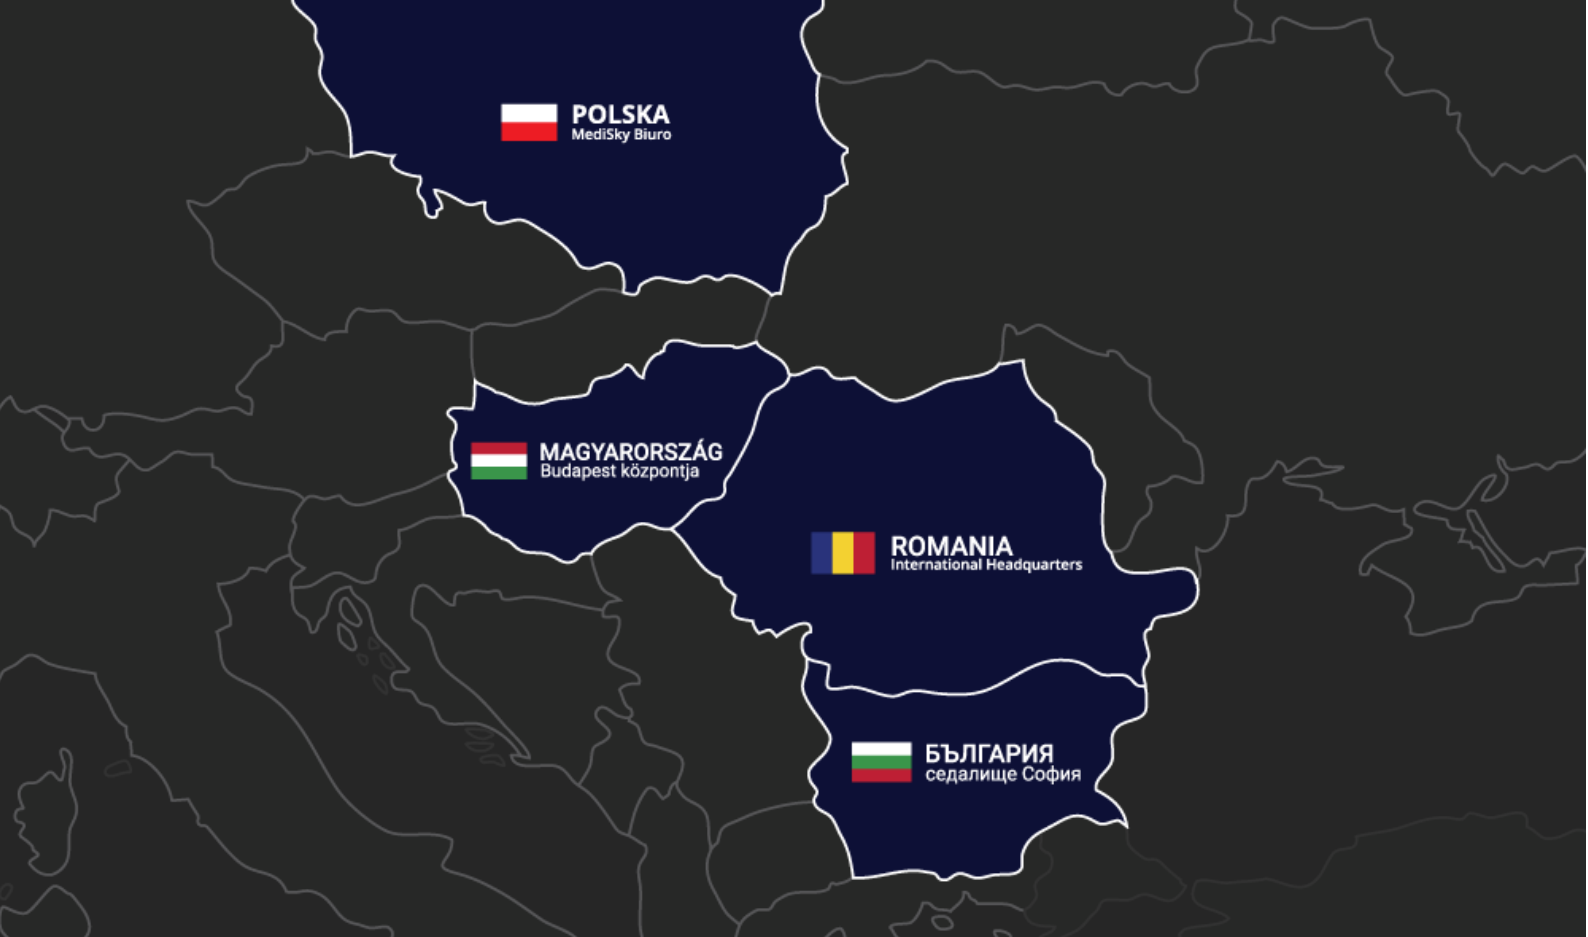 POLSKA
MediSky Biuro
MAGYARORSZÁG
Budapest központja
ROMANIA
International Headquarters
БЪЛГАРИЯ
седалище София